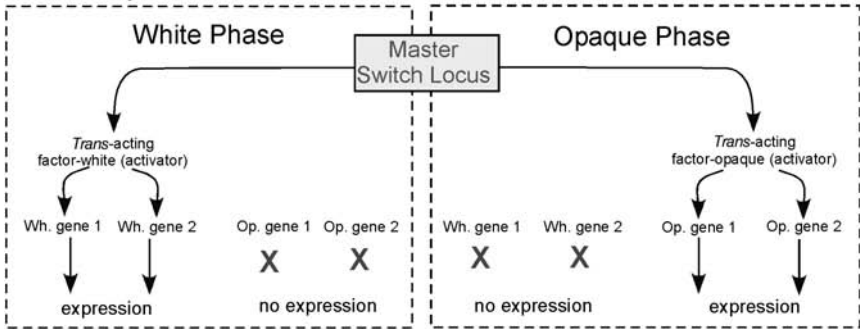 White Phase
Master
Switch Locus
Opaque Phase
Trans-acting
factor-white (activator)
Trans-acting
factor-opaque (activator)
Wh. gene 1 Wh. gene 2 Op. gene 1 Op. gene 2
Wh. gene 1 Wh. gene 2 Op. gene 1 Op. gene 2
X X
X X
expression no expression
no expression expression